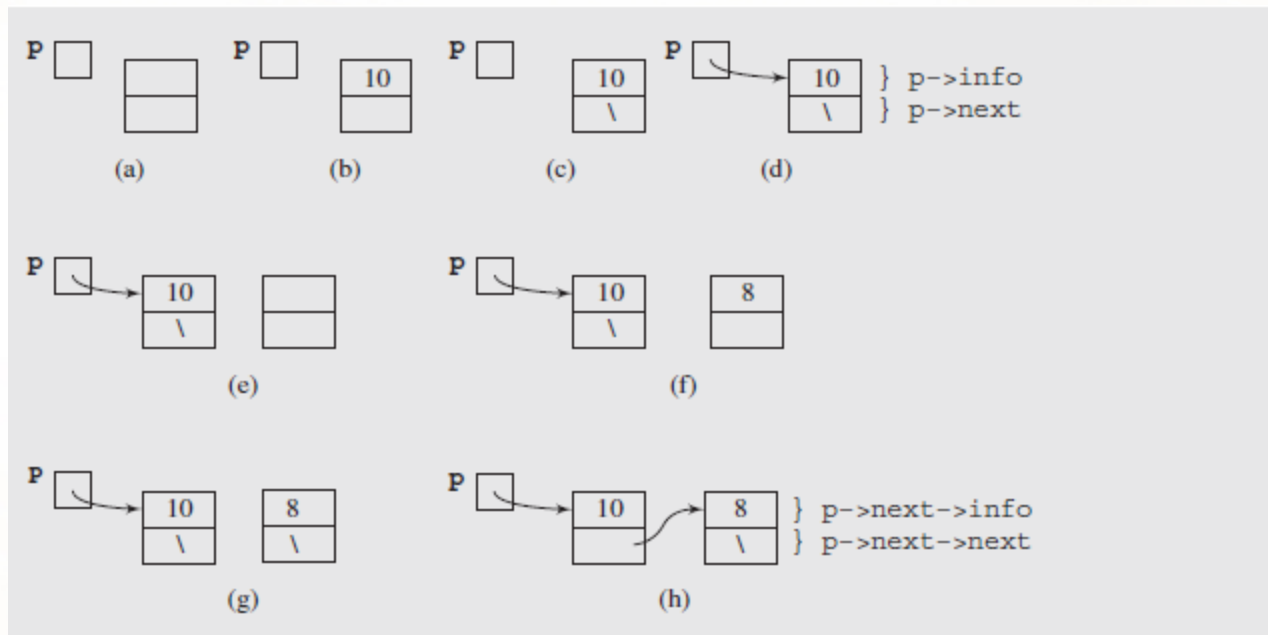 p p p p
10 10 10 } p->info
\ \ } p->next
(a) (b) (c) (d)
p p
10 10 8
\ \
(e) (f)
p p
10 8 10 8 } p->next->info
\ \ \ } p->next->next
(g) (h)